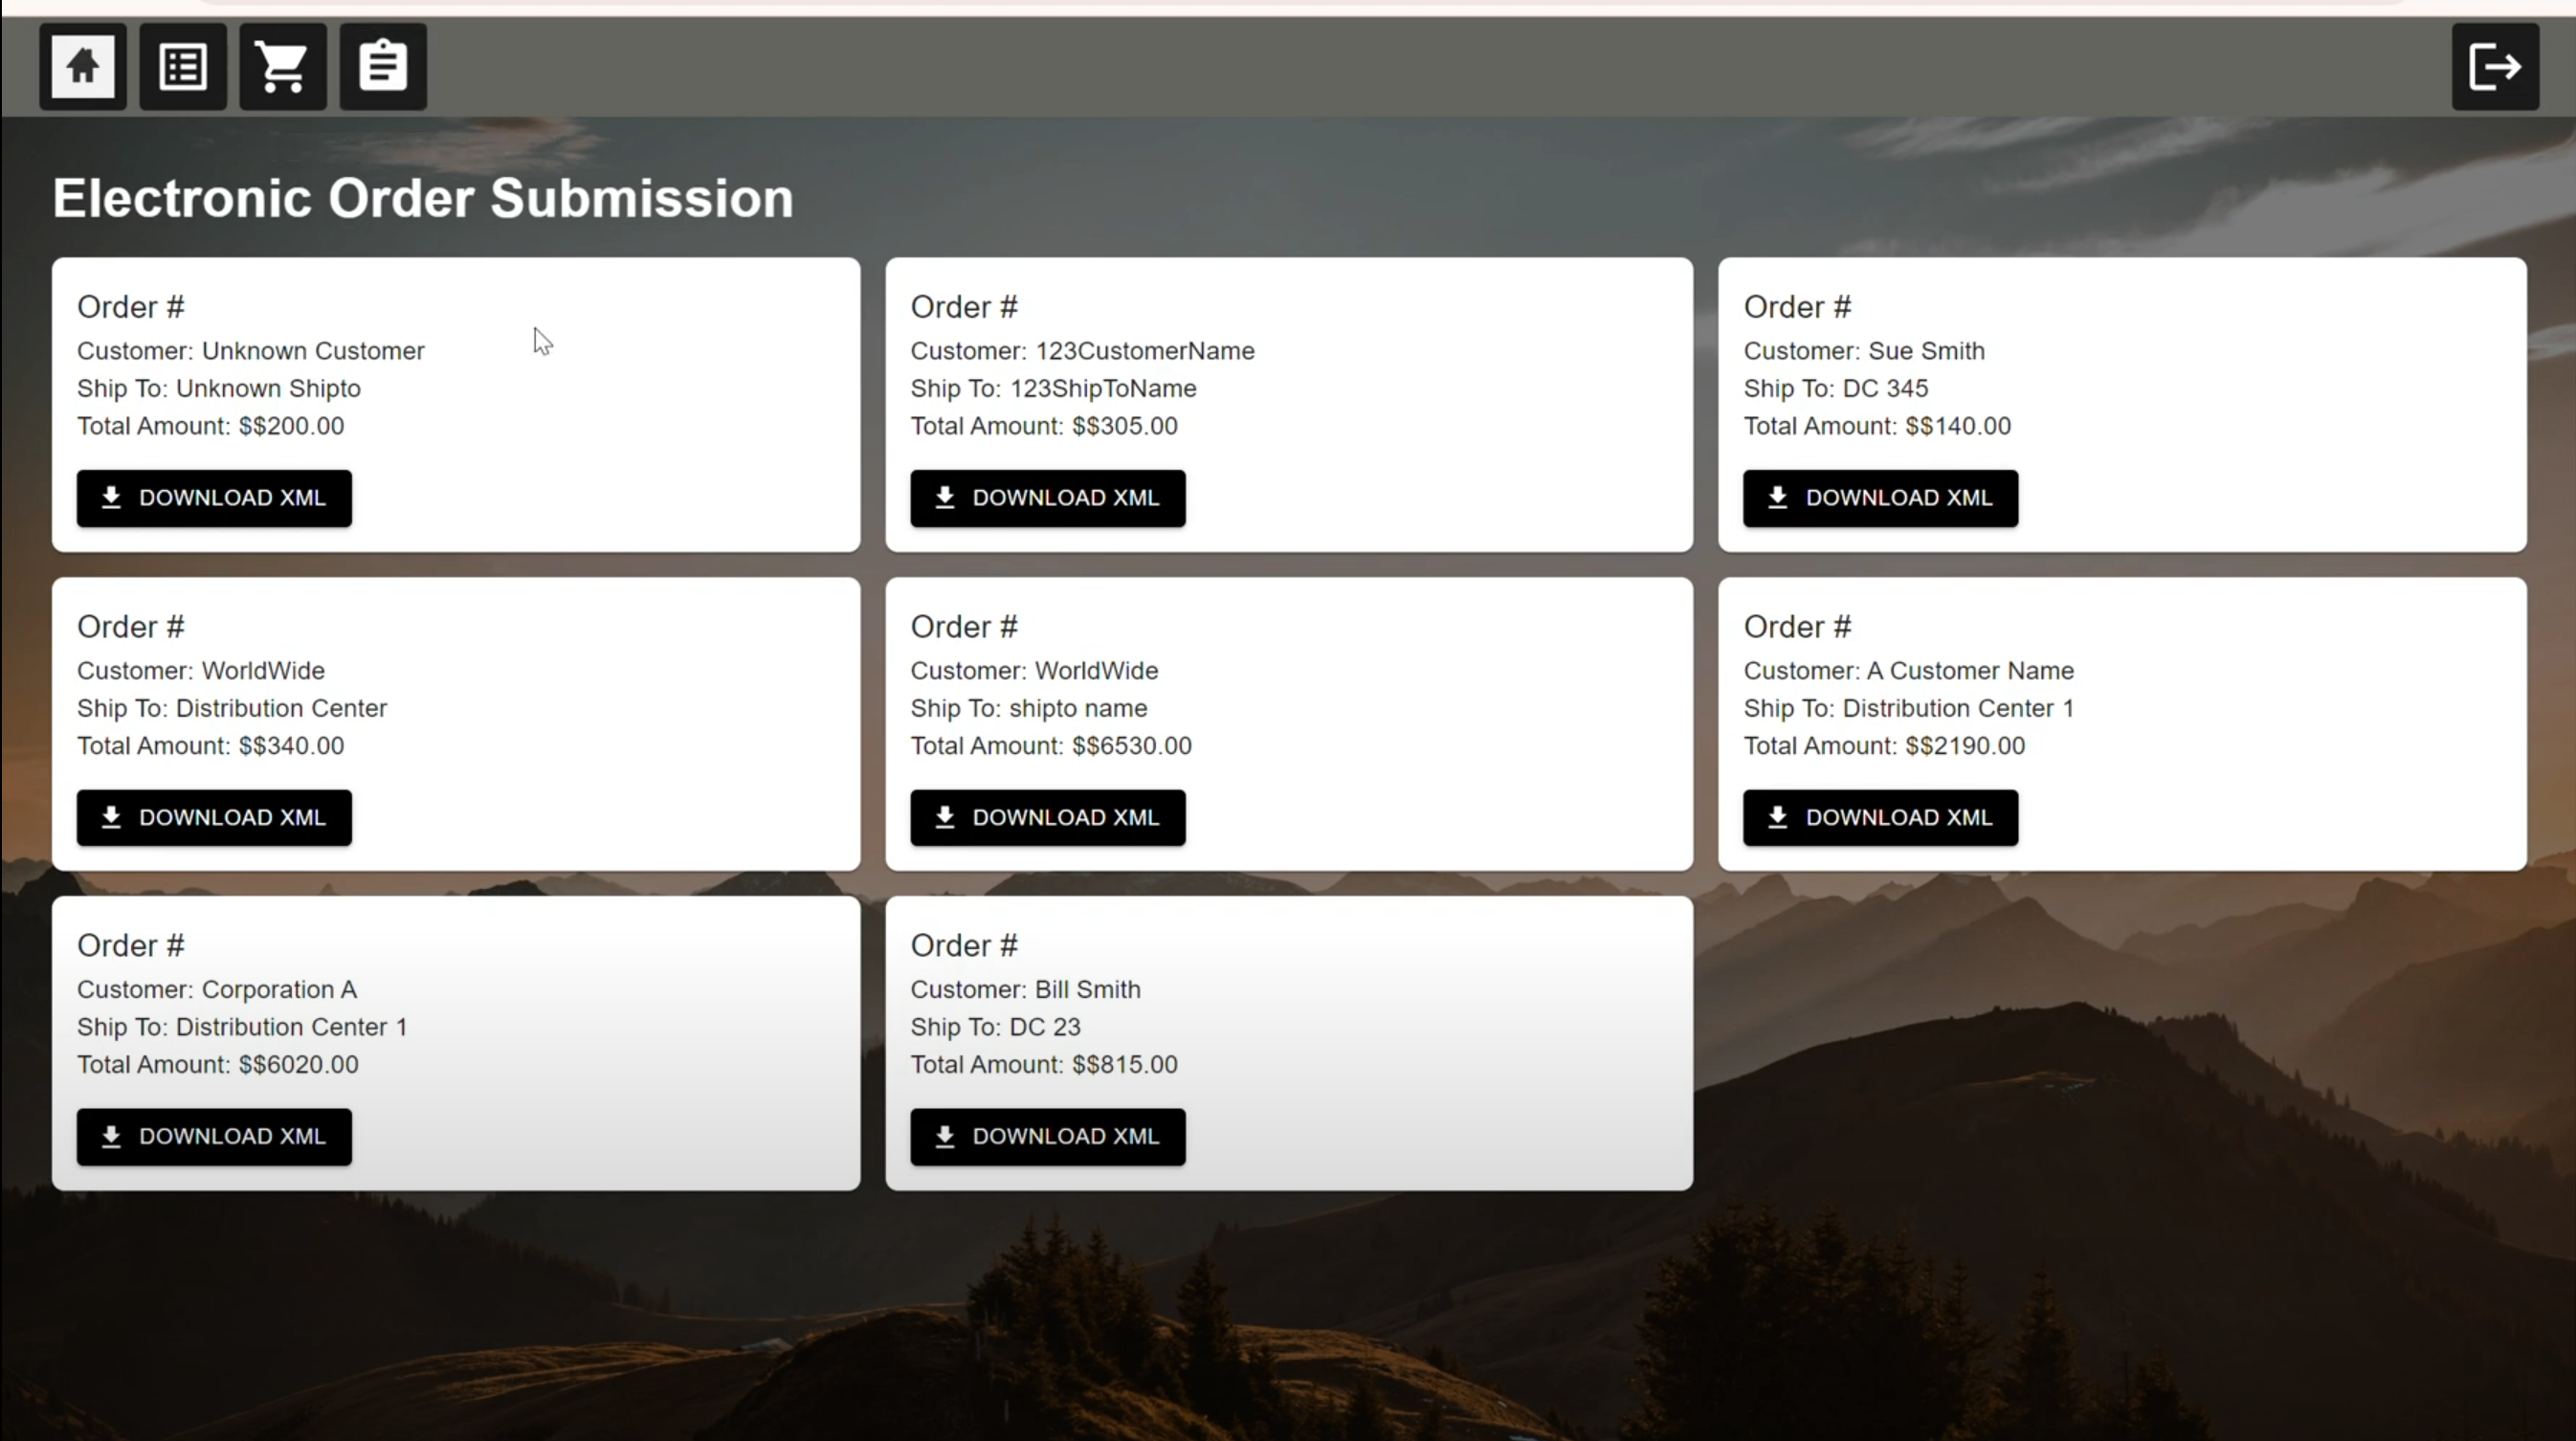 Electronic Order Submission
Order #
Customer: Unknown Customer
Ship To: Unknown Shipto
Total Amount: $$200.00
DOWNLOAD XML
Order #
Customer: 123CustomerName
Ship To: 123ShipToName
Total Amount: $$305.00
DOWNLOAD XML
Order #
Customer: Sue Smith
Ship To: DC 345
Total Amount: $$140.00
DOWNLOAD XML
Order #
Customer: WorldWide
Ship To: Distribution Center
Total Amount: $$340.00
DOWNLOAD XML
Order #
Customer: WorldWide
Ship To: shipto name
Total Amount: $$6530.00
DOWNLOAD XML
Order #
Customer: A Customer Name
Ship To: Distribution Center 1
Total Amount: $$2190.00
DOWNLOAD XML
Order #
Customer: Corporation A
Ship To: Distribution Center 1
Total Amount: $$6020.00
DOWNLOAD XML
Order #
Customer: Bill Smith
Ship To: DC 23
Total Amount: $$815.00
DOWNLOAD XML